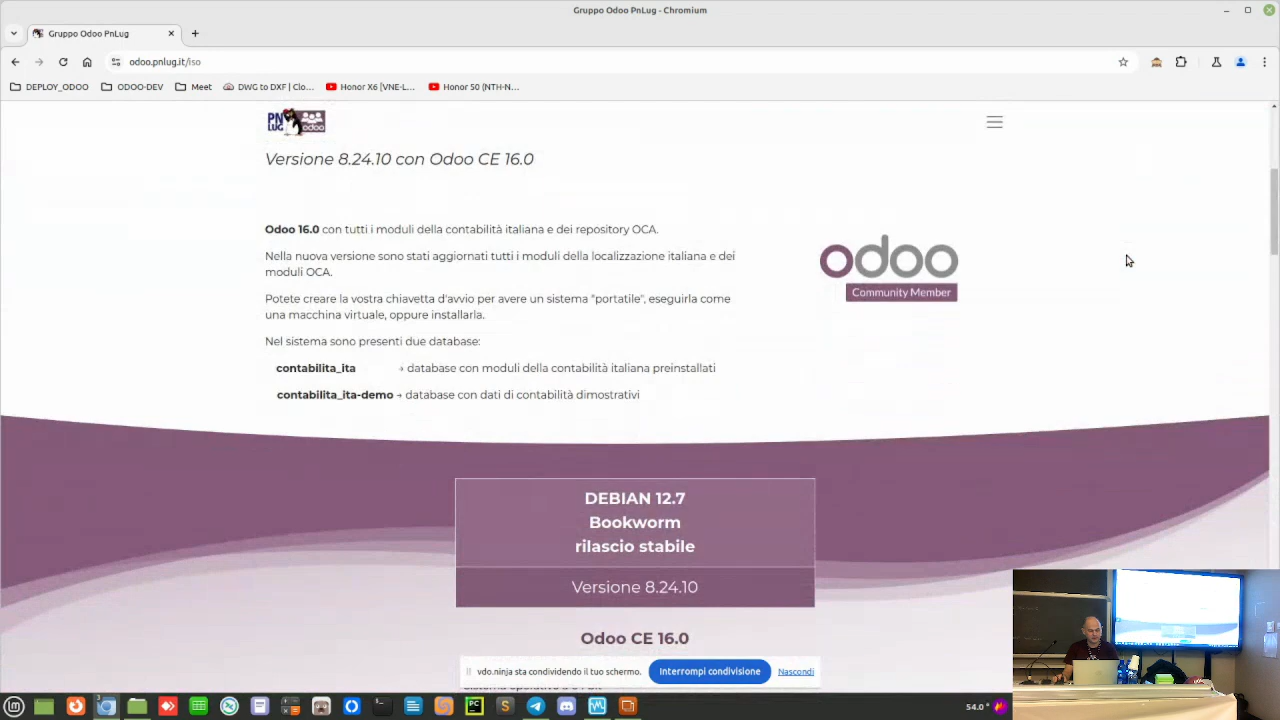 Gruppo Odoo PnLug - Chromium
Gruppo Odoo PnLug
odoo.pnlug.it/iso
DEPLOY_ODOO
ODOO-DEV
Meet
DWG to DXF | Clo...
Honor X6 [VNE-L...
Honor 50 (NTH-N...
PN LUG odoo
Versione 8.24.10 con Odoo CE 16.0
Odoo 16.0 con tutti i moduli della contabilità italiana e dei repository OCA.
Nella nuova versione sono stati aggiornati tutti i moduli della localizzazione italiana e dei
moduli OCA.
Potete creare la vostra chiavetta d'avvio per avere un sistema "portatile", eseguirla come
una macchina virtuale, oppure installarla.
Nel sistema sono presenti due database:
contabilita_ita → database con moduli della contabilità italiana preinstallati
contabilita_ita-demo → database con dati di contabilità dimostrativi
odoo
Community Member
DEBIAN 12.7
Bookworm
rilascio stabile
Versione 8.24.10
Odoo CE 16.0
vdo.ninja sta condividendo il tuo schermo.
Interrompi condivisione
Nascondi
PC
54.0 °